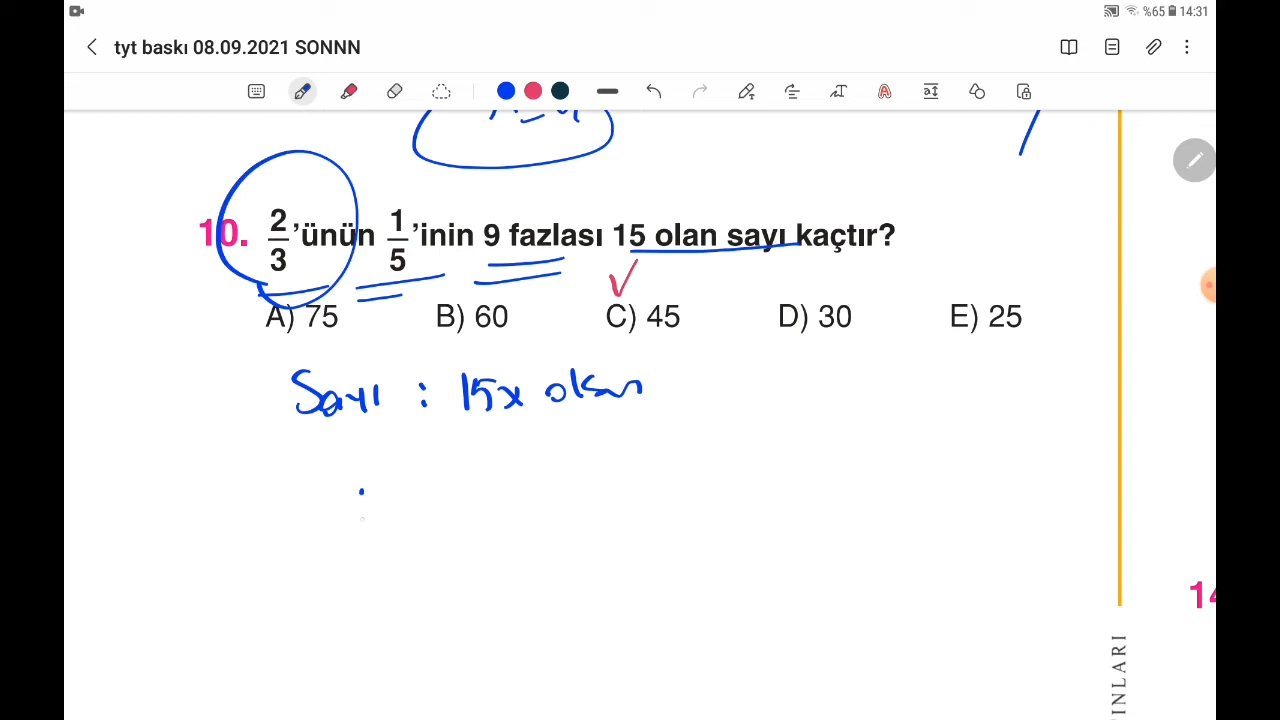 %65 14:31
tyt baskı 08.09.2021 SONNN
10. 2/3 'ünün 1/5 'inin 9 fazlası 15 olan sayı kaçtır?
A) 75 B) 60 C) 45 D) 30 E) 25
Sayı : 15x olsun
14
INLARI